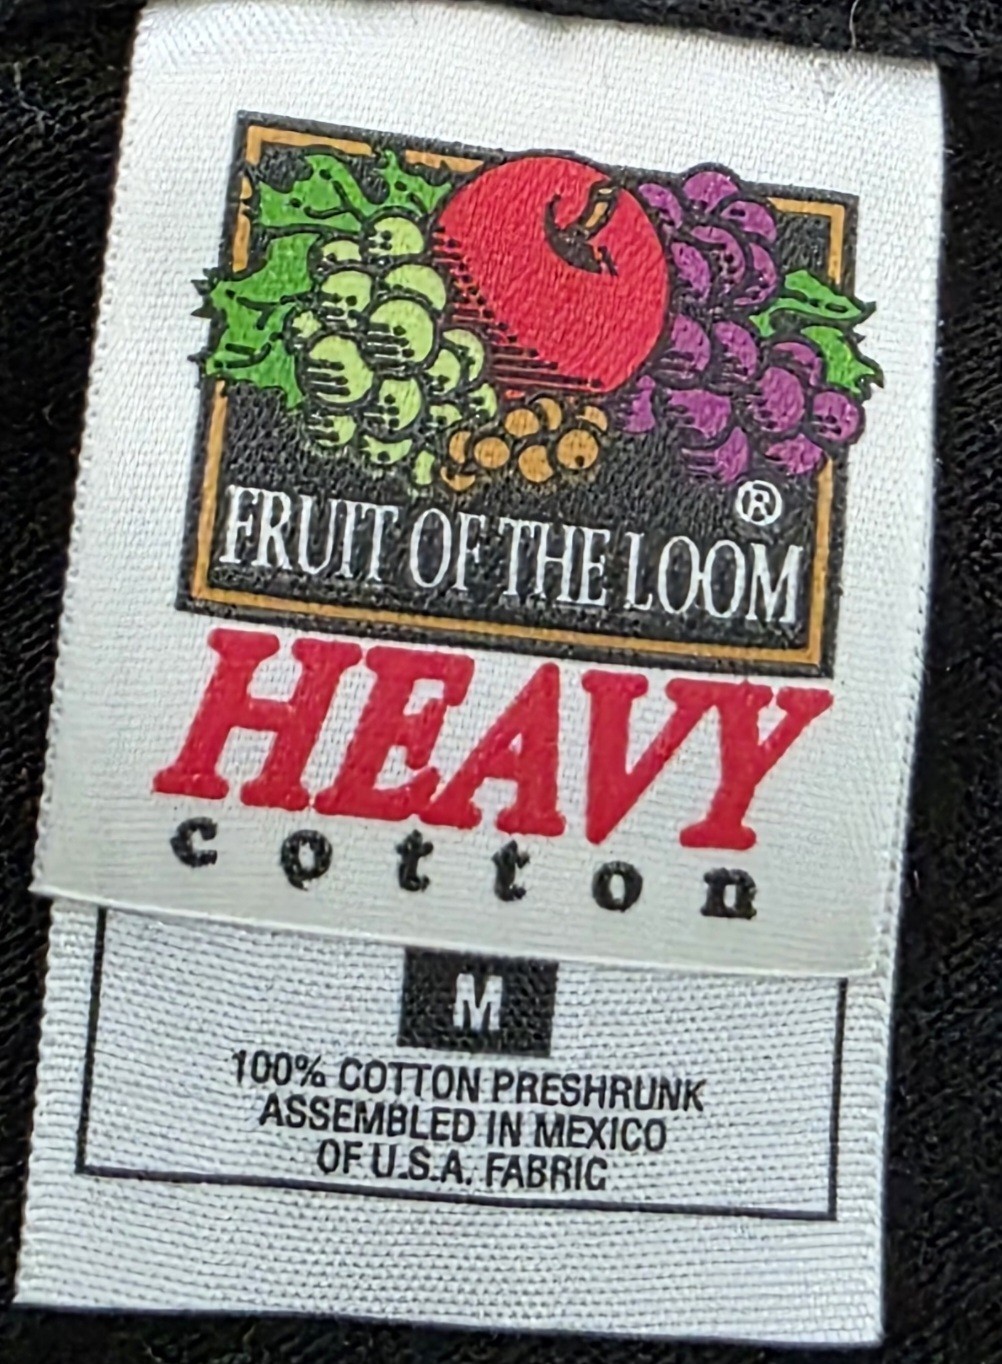 ®
FRUIT OF THE LOOM
HEAVY
cotton
M
100% COTTON PRESHRUNK
ASSEMBLED IN MEXICO
OF U.S.A. FABRIC